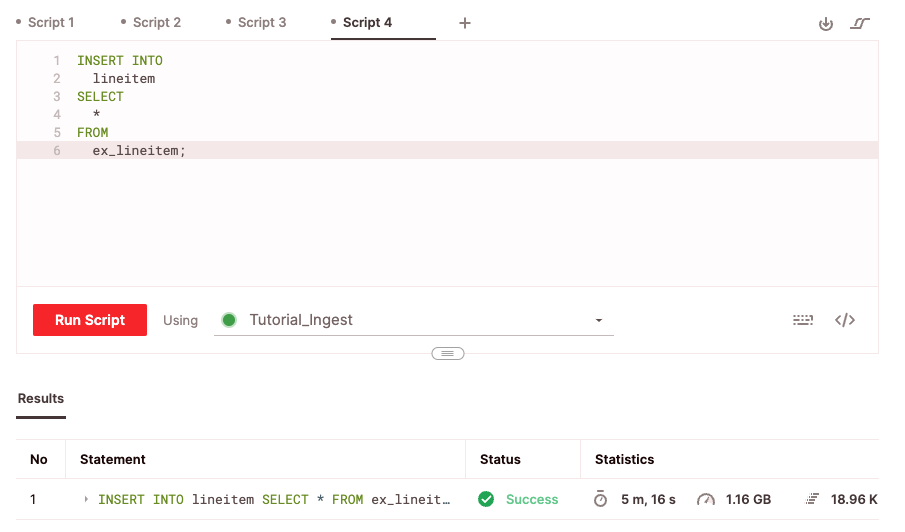 Script 1 Script 2 Script 3 Script 4 +
1 INSERT INTO
2 lineitem
3 SELECT
4 *
5 FROM
6 ex_lineitem;
Run Script Using Tutorial_Ingest
Results
No Statement Status Statistics
1 INSERT INTO lineitem SELECT * FROM ex_lineit… Success 5 m, 16 s 1.16 GB 18.96 K